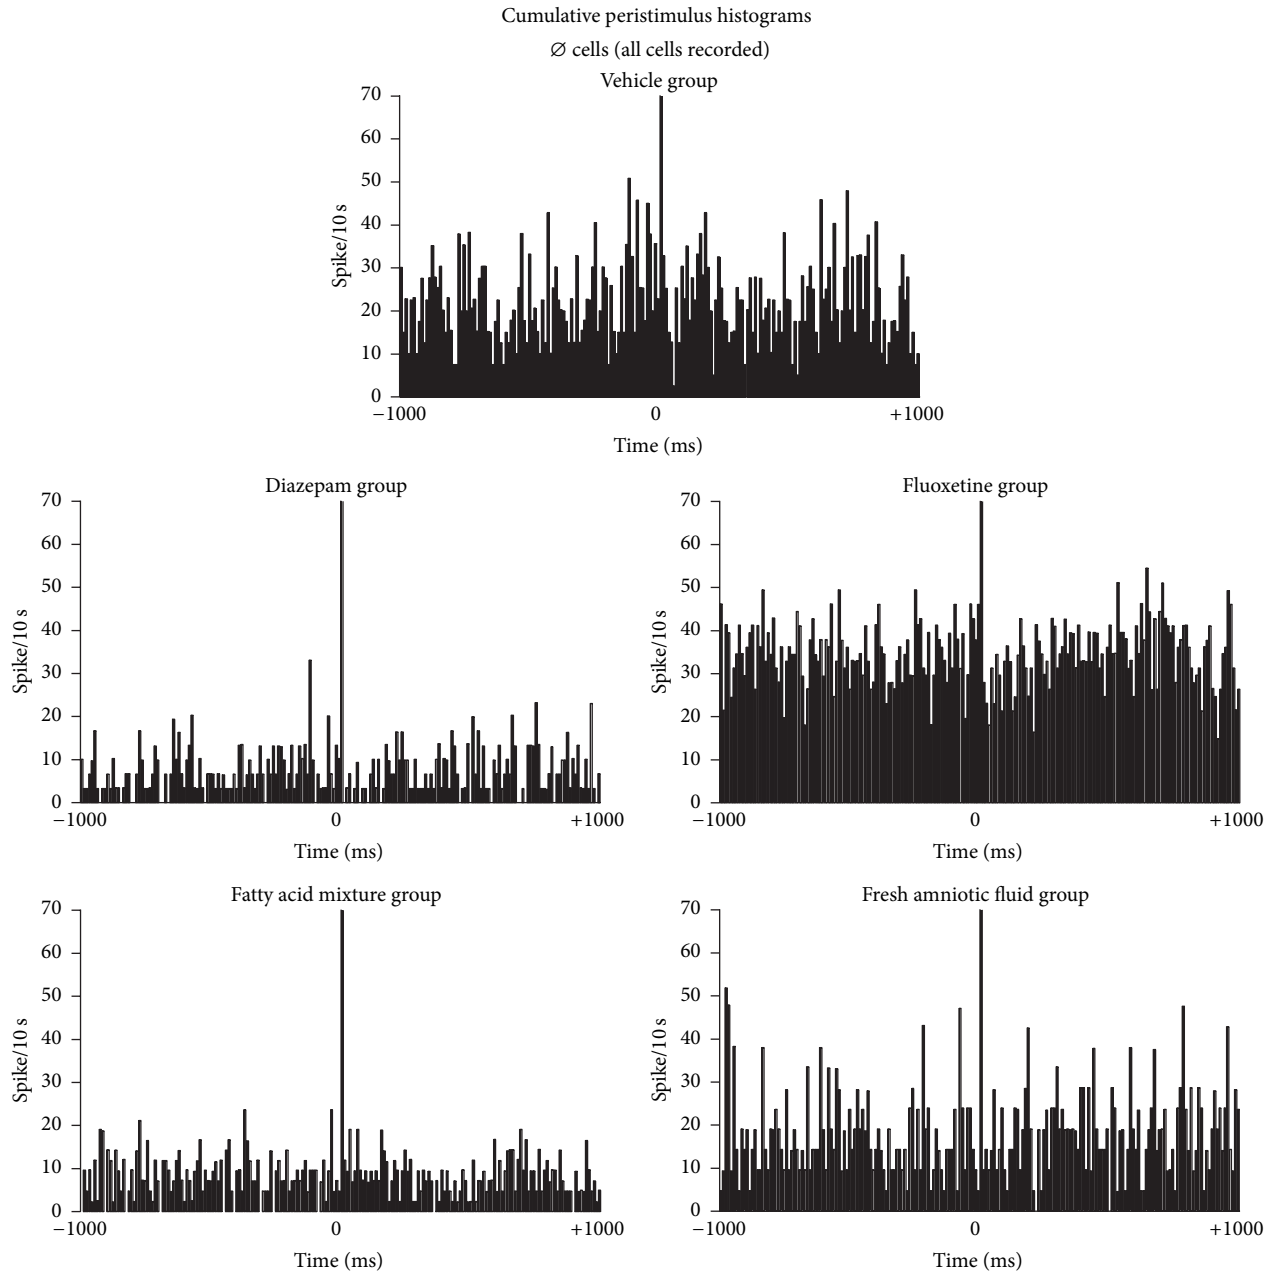 Cumulative peristimulus histograms
∅ cells (all cells recorded)
Vehicle group
70
60
50
40
30
20
10
0
Spike/10 s
−1000 0 +1000
Time (ms)
Diazepam group
70
60
50
40
30
20
10
0
Spike/10 s
−1000 0 +1000
Time (ms)
Fluoxetine group
70
60
50
40
30
20
10
0
Spike/10 s
−1000 0 +1000
Time (ms)
Fatty acid mixture group
70
60
50
40
30
20
10
0
Spike/10 s
−1000 0 +1000
Time (ms)
Fresh amniotic fluid group
70
60
50
40
30
20
10
0
Spike/10 s
−1000 0 +1000
Time (ms)